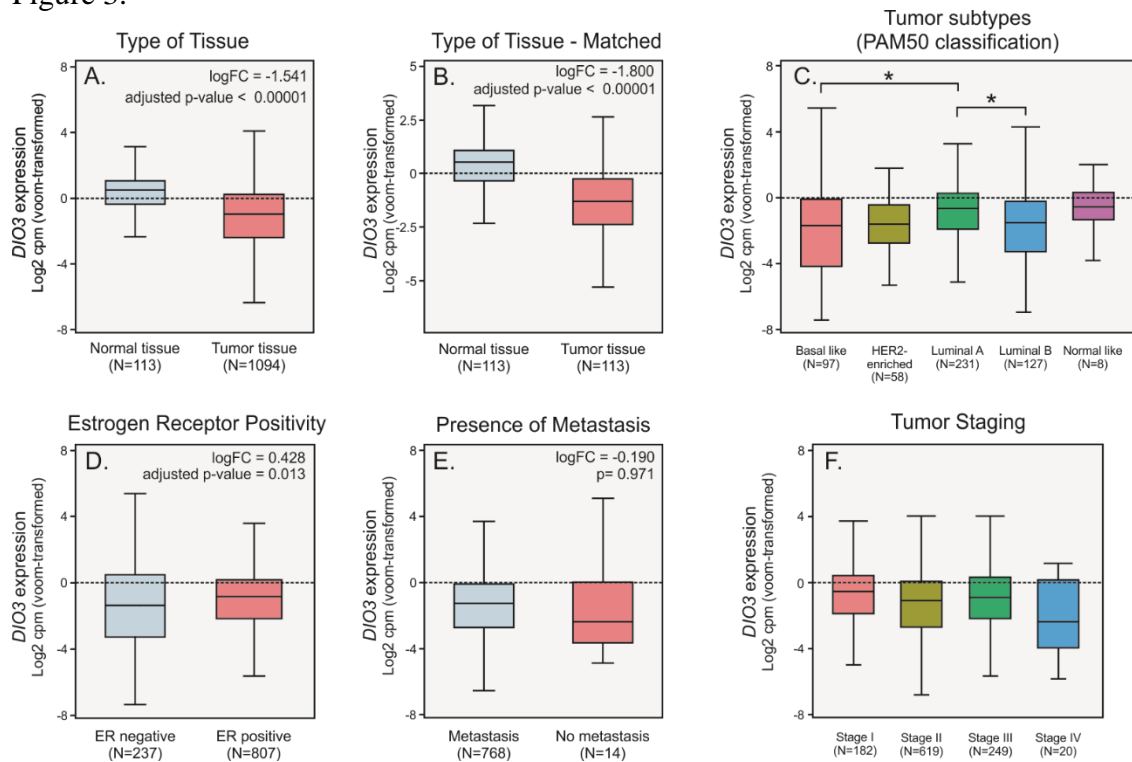 Figure 3.
Type of Tissue
A.
logFC = -1.541
adjusted p-value < 0.00001
DIO3 expression
Log2 cpm (voom-transformed)
8
4
0
-4
-8
Normal tissue
(N=113)
Tumor tissue
(N=1094)
Type of Tissue - Matched
B.
logFC = -1.800
adjusted p-value < 0.00001
DIO3 expression
Log2 cpm (voom-transformed)
5
2.5
0
-2.5
-5
Normal tissue
(N=113)
Tumor tissue
(N=113)
Tumor subtypes
(PAM50 classification)
C.
*
*
DIO3 expression
Log2 cpm (voom-transformed)
8
4
0
-4
-8
Basal like
(N=97)
HER2-
enriched
(N=58)
Luminal A
(N=231)
Luminal B
(N=127)
Normal like
(N=8)
Estrogen Receptor Positivity
D.
logFC = 0.428
adjusted p-value = 0.013
DIO3 expression
Log2 cpm (voom-transformed)
8
4
0
-4
-8
ER negative
(N=237)
ER positive
(N=807)
Presence of Metastasis
E.
logFC = -0.190
p= 0.971
DIO3 expression
Log2 cpm (voom-transformed)
8
4
0
-4
-8
Metastasis
(N=768)
No metastasis
(N=14)
Tumor Staging
F.
DIO3 expression
Log2 cpm (voom-transformed)
8
4
0
-4
-8
Stage I
(N=182)
Stage II
(N=619)
Stage III
(N=249)
Stage IV
(N=20)